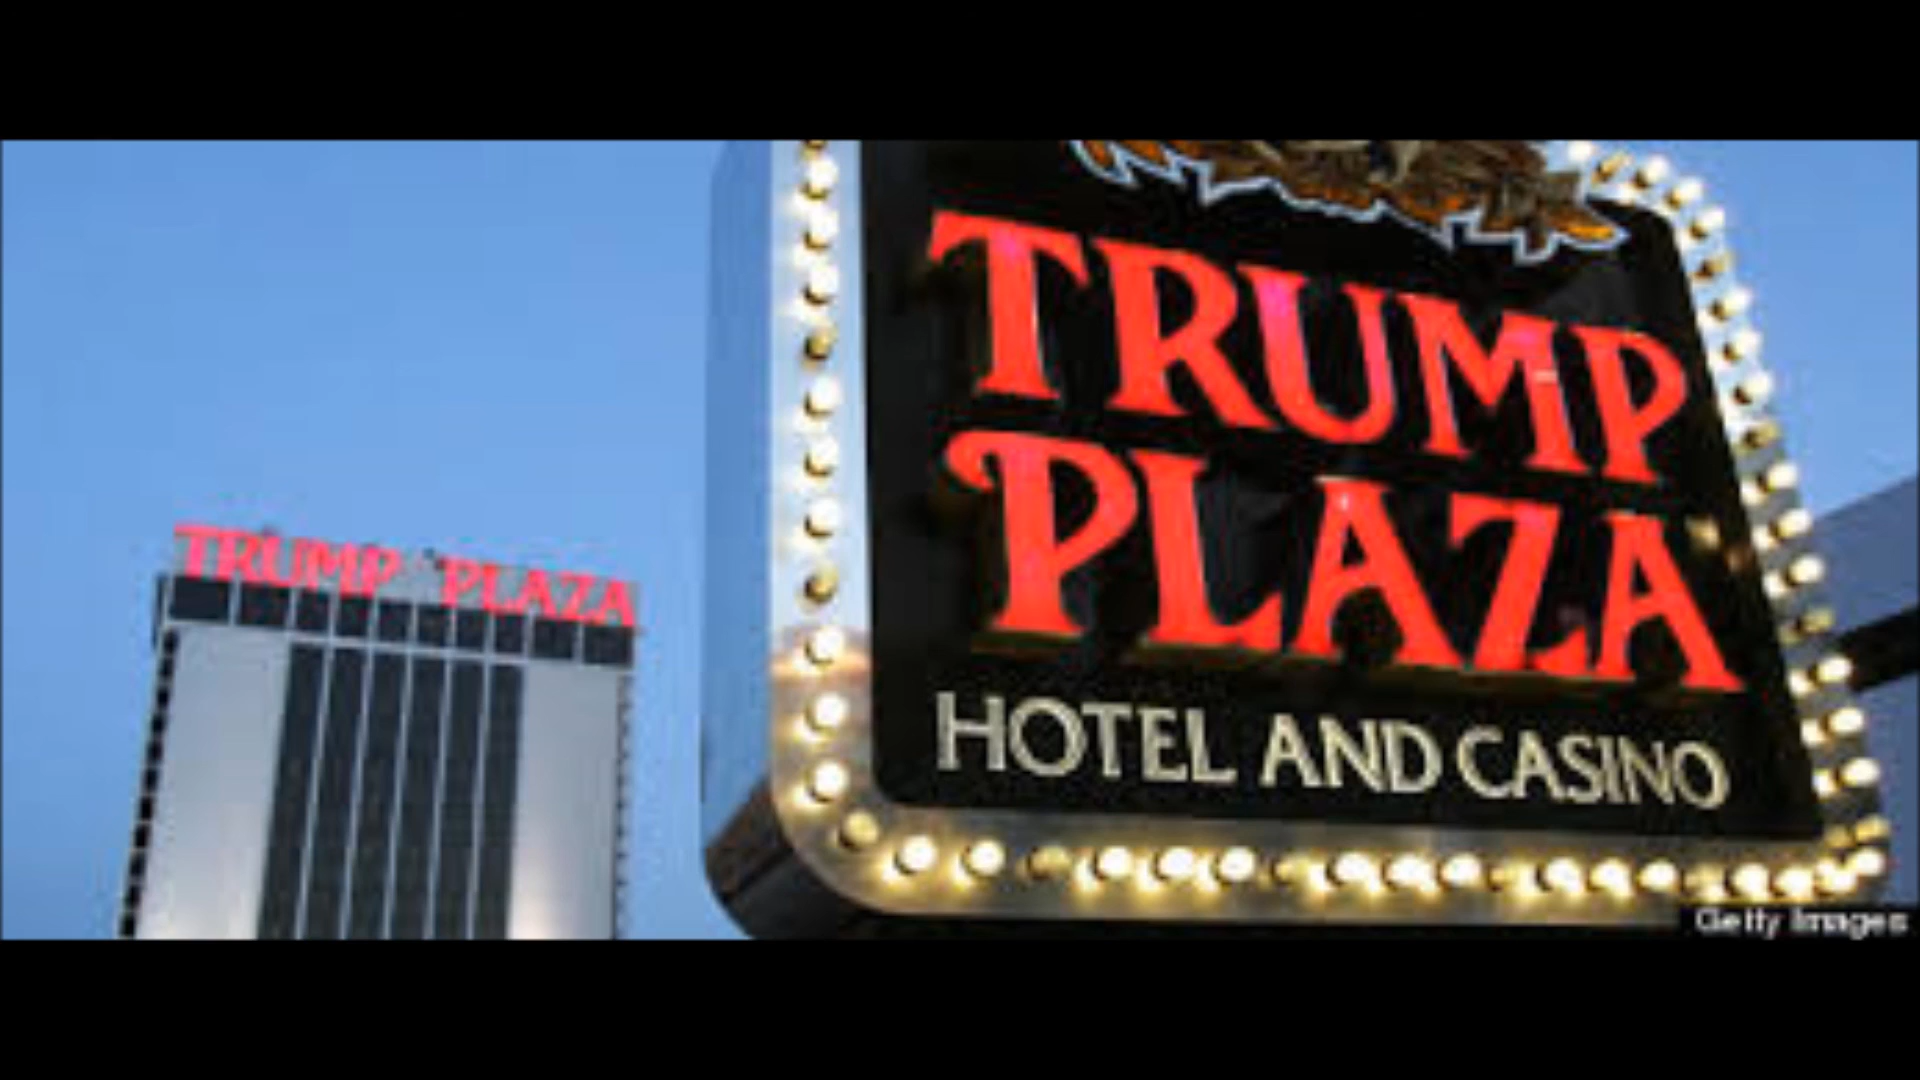 TRUMP
PLAZA
HOTEL AND CASINO
TRUMP PLAZA
Getty Images